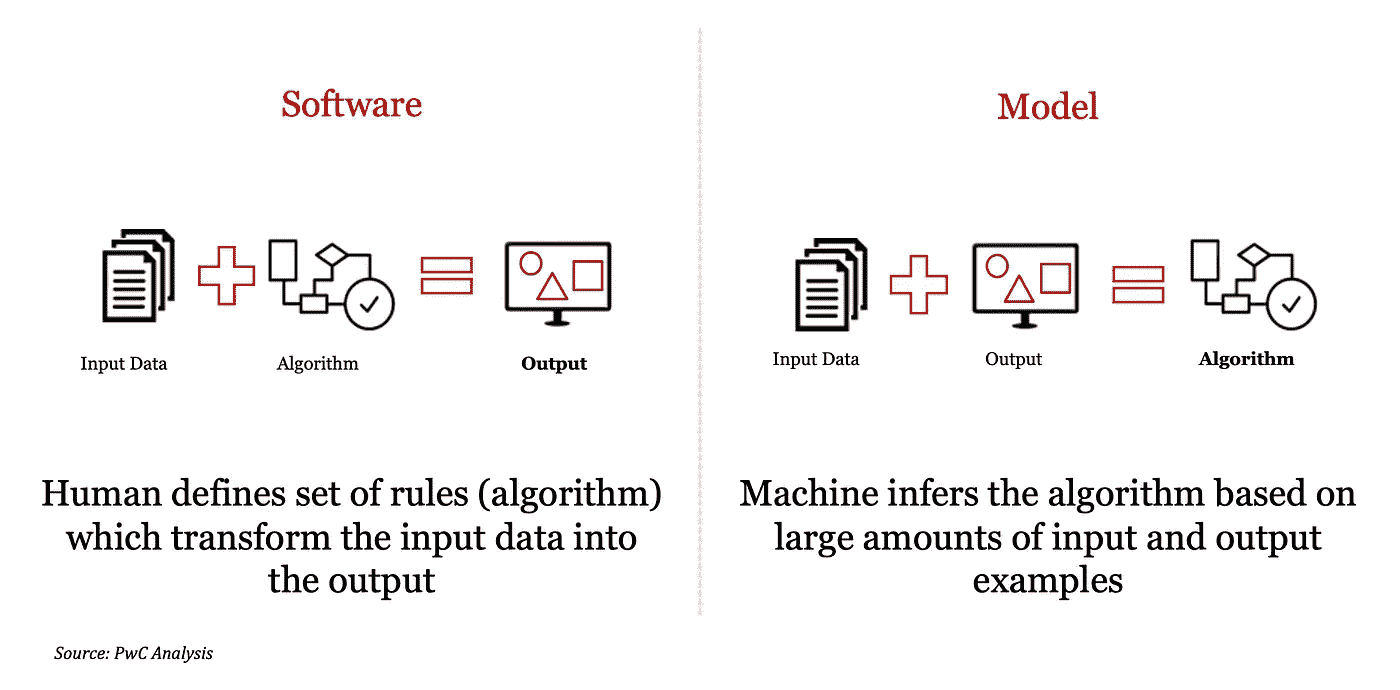 Software
Input Data
Algorithm
Output
Human defines set of rules (algorithm)
which transform the input data into
the output
Model
Input Data
Output
Algorithm
Machine infers the algorithm based on
large amounts of input and output
examples
Source: PwC Analysis